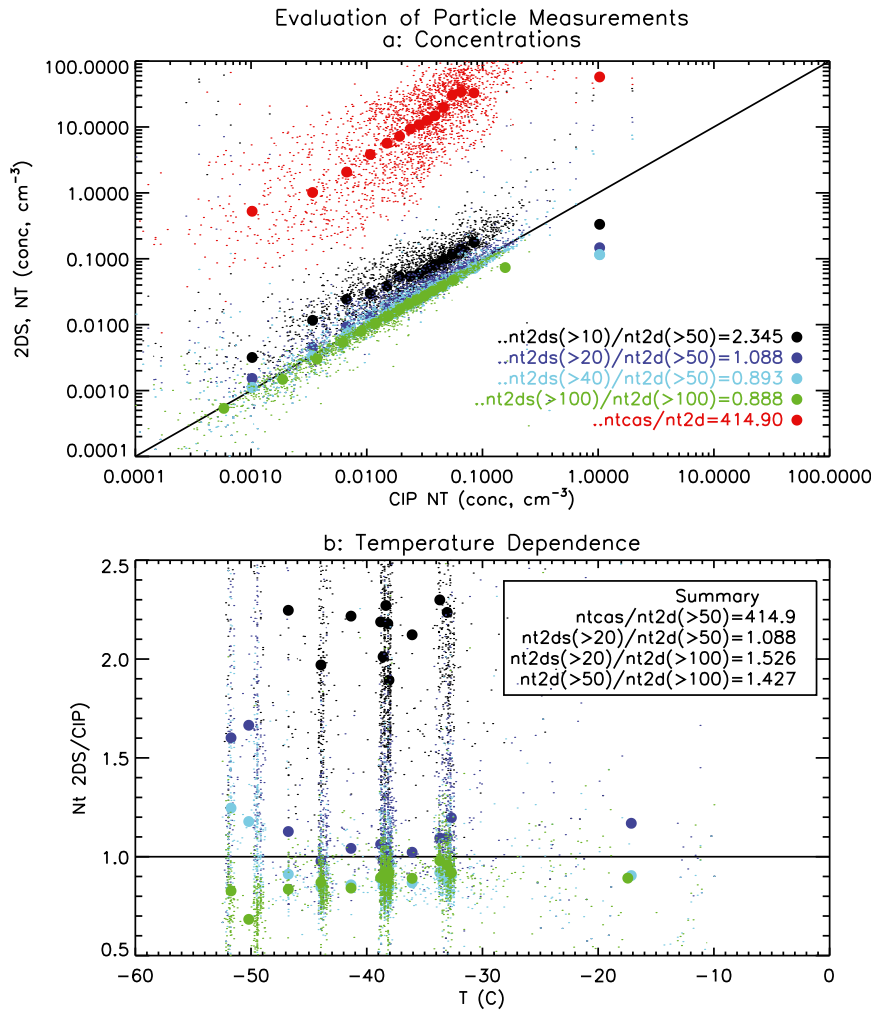 Evaluation of Particle Measurements
a: Concentrations
100.0000
10.0000
1.0000
0.1000
0.0100
0.0010
0.0001
2DS, NT (conc, cm⁻³)
..nt2ds(>10)/nt2d(>50)=2.345
..nt2ds(>20)/nt2d(>50)=1.088
..nt2ds(>40)/nt2d(>50)=0.893
..nt2ds(>100)/nt2d(>100)=0.888
..ntcas/nt2d=414.90
0.0001 0.0010 0.0100 0.1000 1.0000 10.0000 100.0000
CIP NT (conc, cm⁻³)
b: Temperature Dependence
2.5
2.0
1.5
1.0
0.5
Nt 2DS/CIP)
Summary
ntcas/nt2d(>50)=414.9
nt2ds(>20)/nt2d(>50)=1.088
nt2ds(>20)/nt2d(>100)=1.526
nt2d(>50)/nt2d(>100)=1.427
−60 −50 −40 −30 −20 −10 0
T (C)